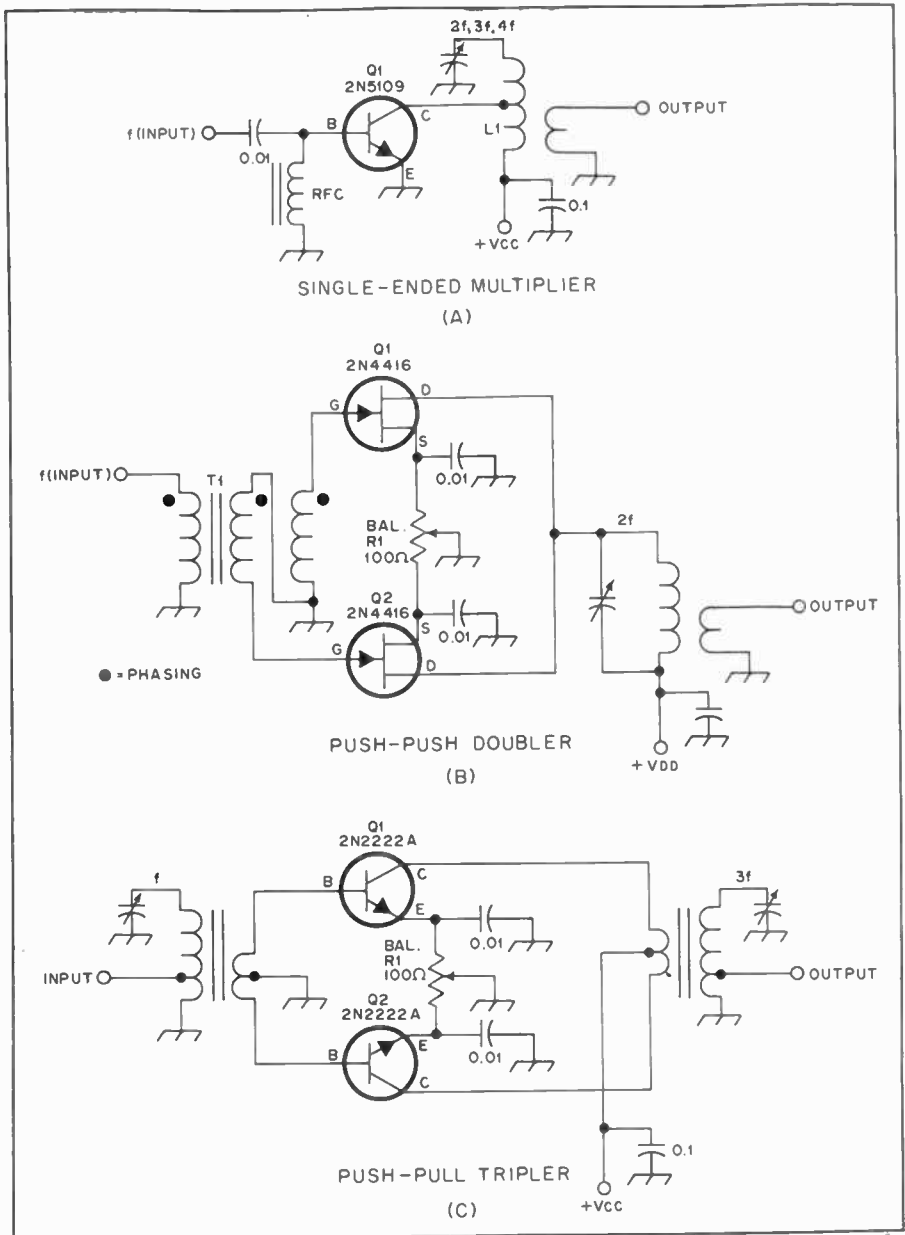 2f, 3f, 4f
Q1
2N5109
B
C
E
f(INPUT)
0.01
RFC
L1
OUTPUT
0.1
+VCC
SINGLE-ENDED MULTIPLIER
(A)
Q1
2N4416
G
D
S
f(INPUT)
T1
0.01
BAL.
R1
100Ω
2f
Q2
2N4416
S
0.01
G
D
OUTPUT
● = PHASING
+VDD
PUSH-PUSH DOUBLER
(B)
Q1
2N2222A
B
C
E
f
3f
0.01
BAL.
R1
100Ω
INPUT
OUTPUT
Q2
2N2222A
E
0.01
B
C
0.1
+VCC
PUSH-PULL TRIPLER
(C)